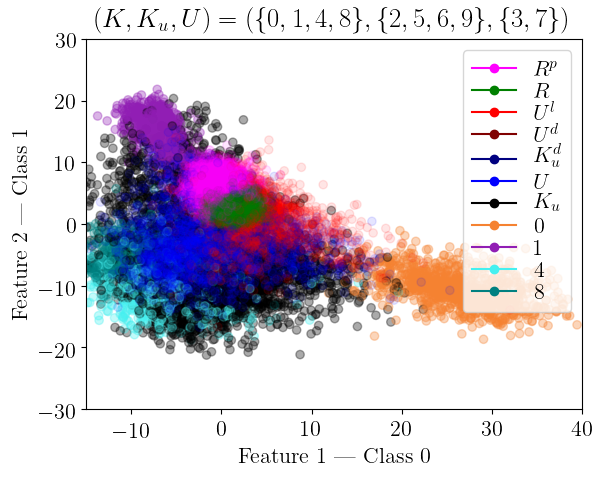 (K, K_u, U) = ({0, 1, 4, 8}, {2, 5, 6, 9}, {3, 7})
30
20
10
0
−10
−20
−30
Feature 2 — Class 1
R^p
R
U^l
U^d
K_u^d
U
K_u
0
1
4
8
−10
0
10
20
30
40
Feature 1 — Class 0